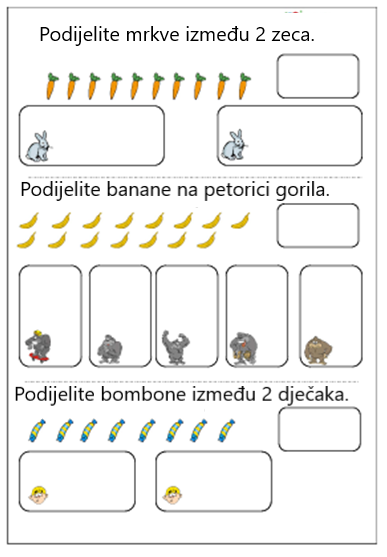 Podijelite mrkve između 2 zeca.
Podijelite banane na petorici gorila.
Podijelite bombone između 2 dječaka.